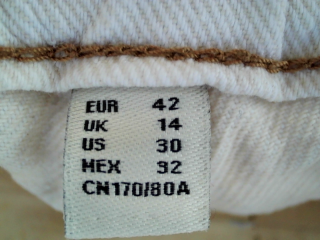 EUR 42
UK 14
US 30
MEX 32
CN170/80A